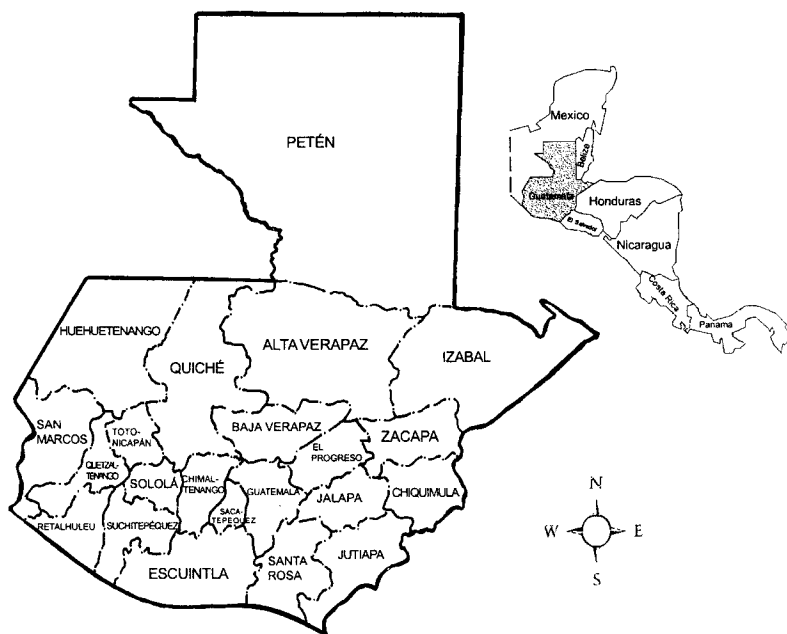 PETÉN
HUEHUETENANGO
QUICHÉ
ALTA VERAPAZ
IZABAL
SAN
MARCOS
TOTO-
NICAPÁN
QUETZAL-
TENANGO
BAJA VERAPAZ
EL
PROGRESO
ZACAPA
SOLOLÁ
CHIMAL-
TENANGO
GUATEMALA
JALAPA
CHIQUIMULA
RETALHULEU
SUCHITEPÉQUEZ
SACA-
TEPEQUEZ
ESCUINTLA
SANTA
ROSA
JUTIAPA
Mexico
Belize
Guatemala
Honduras
El Salvador
Nicaragua
Costa Rica
Panama
N
W
E
S